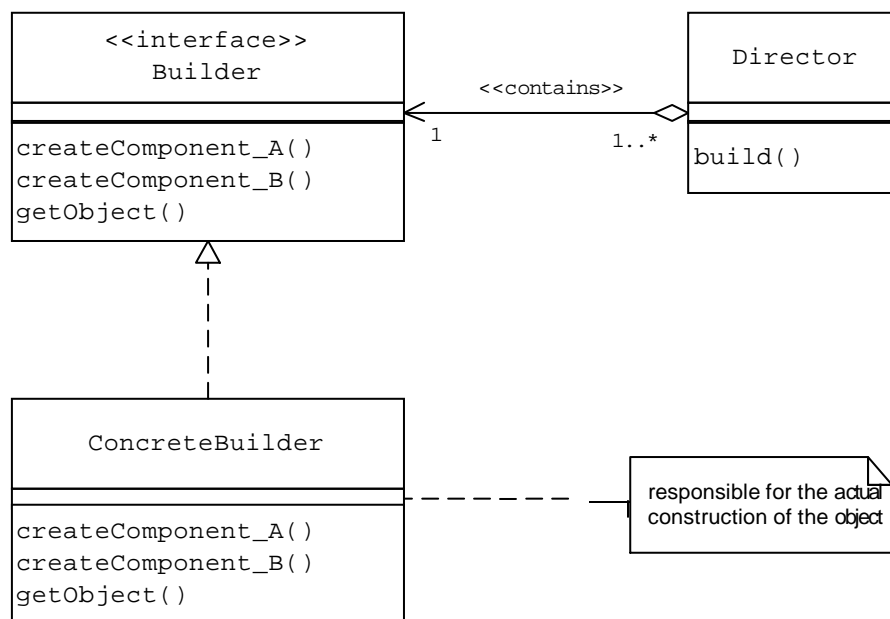 <<interface>>
Builder
createComponent_A()
createComponent_B()
getObject()
<<contains>>
1
1..*
Director
build()
ConcreteBuilder
createComponent_A()
createComponent_B()
getObject()
responsible for the actual
construction of the object